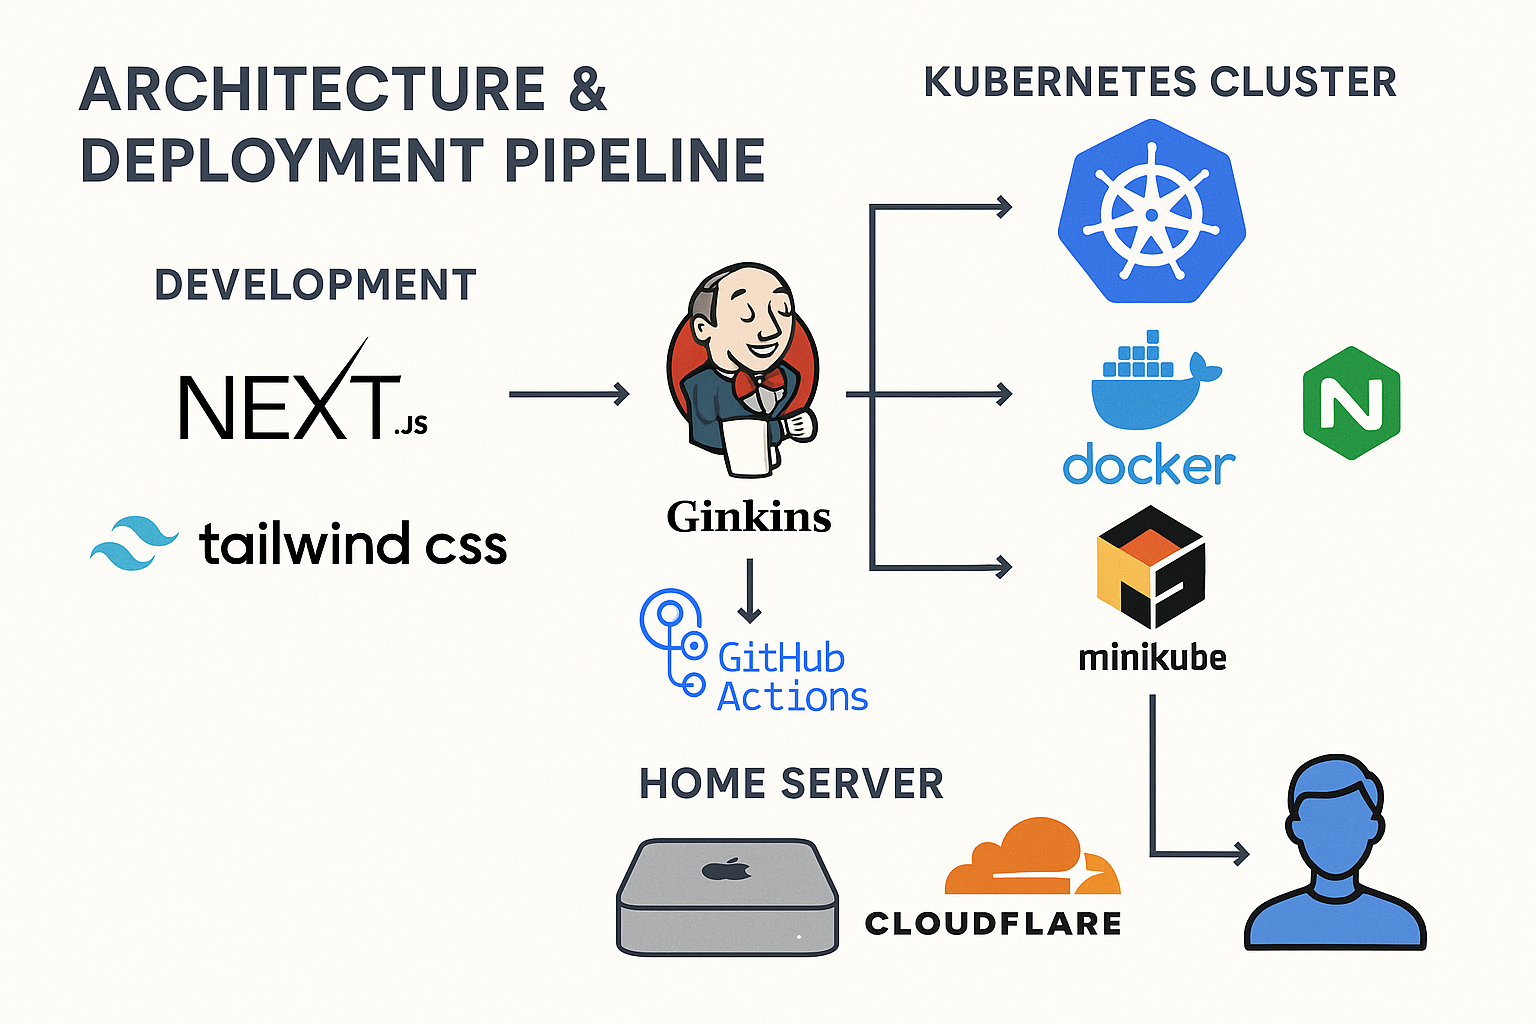 ARCHITECTURE &
DEPLOYMENT PIPELINE
KUBERNETES CLUSTER
DEVELOPMENT
NEXT.JS
tailwind css
Ginkins
GitHub
Actions
docker
N
minikube
HOME SERVER
CLOUDFLARE